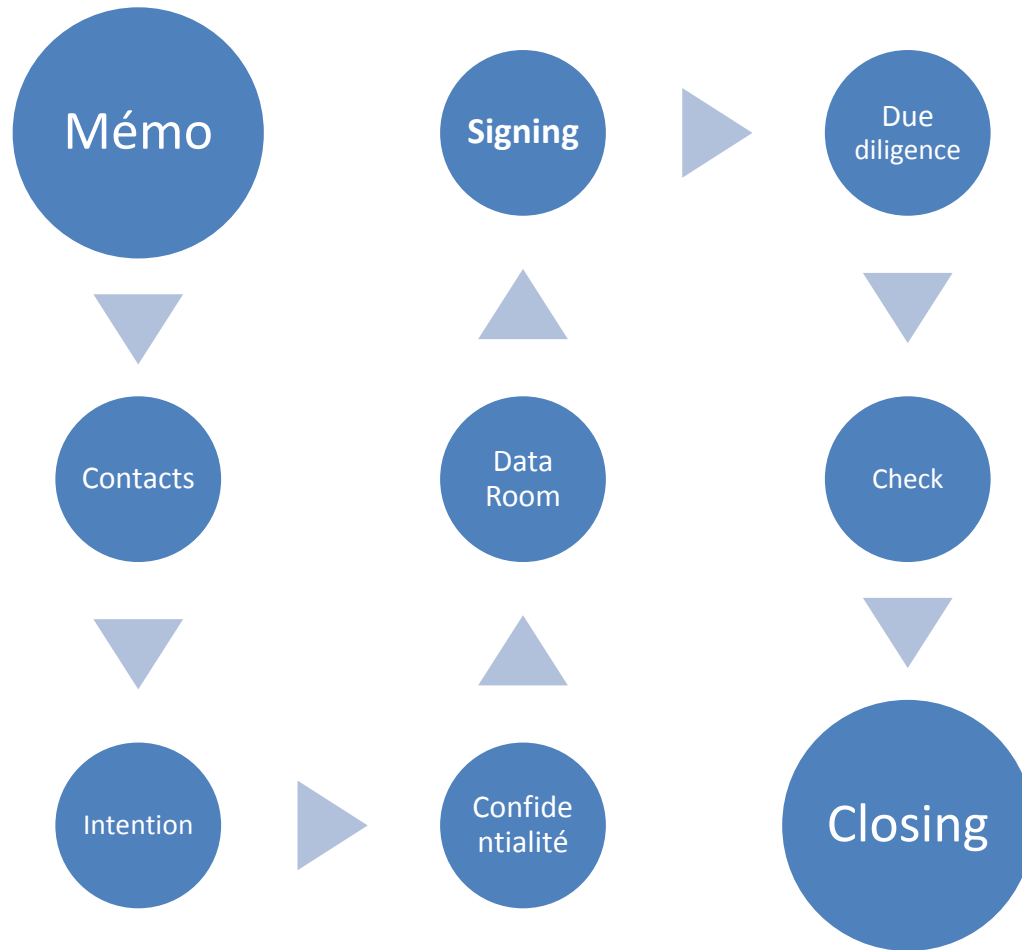 Mémo
Contacts
Intention
Confide
ntialité
Data
Room
Signing
Due
diligence
Check
Closing